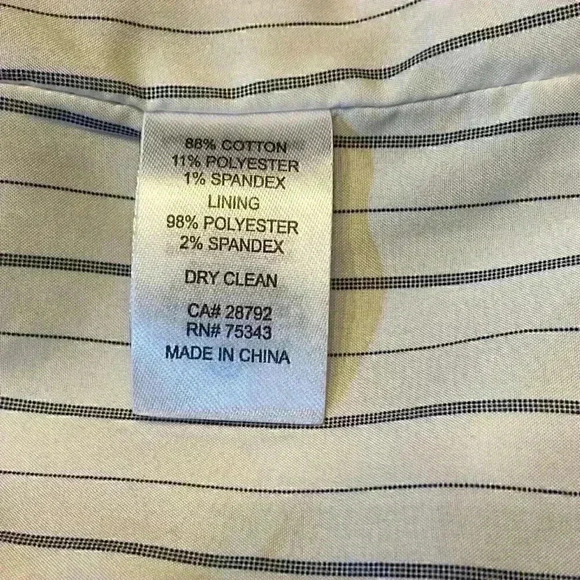 88% COTTON
11% POLYESTER
1% SPANDEX
LINING
98% POLYESTER
2% SPANDEX
DRY CLEAN
CA# 28792
RN# 75343
MADE IN CHINA